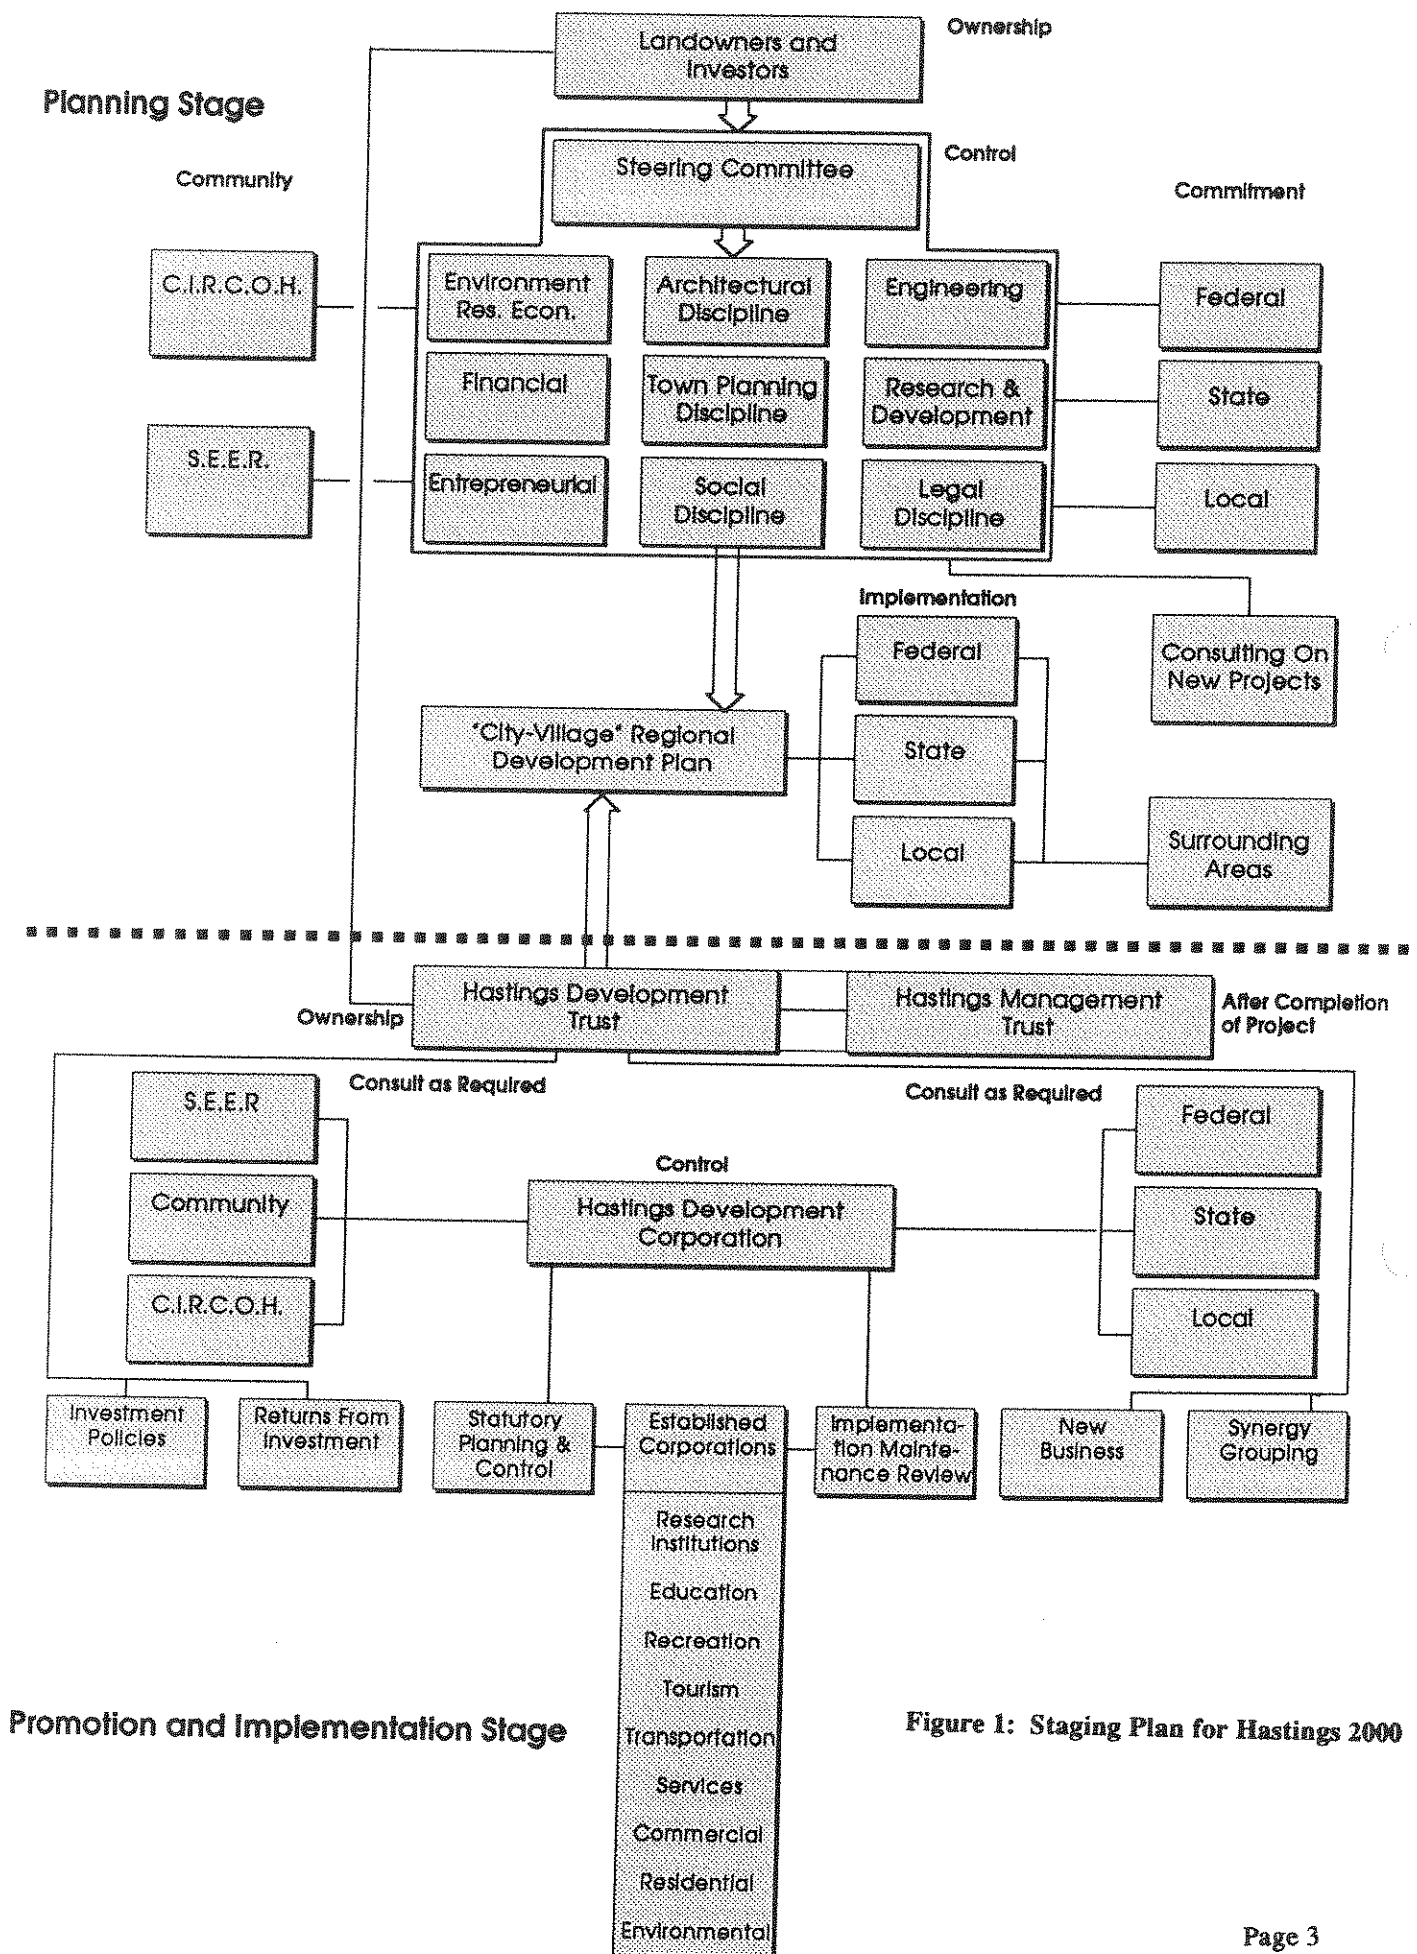 Ownership
Landowners and
Investors
Planning Stage
Control
Steering Committee
Community
Commitment
C.I.R.C.O.H.
Environment
Res. Econ.
Architectural
Discipline
Engineering
Federal
Financial
Town Planning
Discipline
Research &
Development
State
S.E.E.R.
Entrepreneurial
Social
Discipline
Legal
Discipline
Local
Implementation
Federal
Consulting On
New Projects
"City-Village" Regional
Development Plan
State
Local
Surrounding
Areas
Ownership
Hastings Development
Trust
Hastings Management
Trust
After Completion
of Project
Consult as Required
Consult as Required
S.E.E.R
Federal
Control
Community
Hastings Development
Corporation
State
C.I.R.C.O.H.
Local
Investment
Policies
Returns From
Investment
Statutory
Planning &
Control
Established
Corporations
Implementa-
tion Mainte-
nance Review
New
Business
Synergy
Grouping
Research
Institutions
Education
Recreation
Tourism
Transportation
Services
Commercial
Residential
Environmental
Promotion and Implementation Stage
Figure 1: Staging Plan for Hastings 2000
Page 3